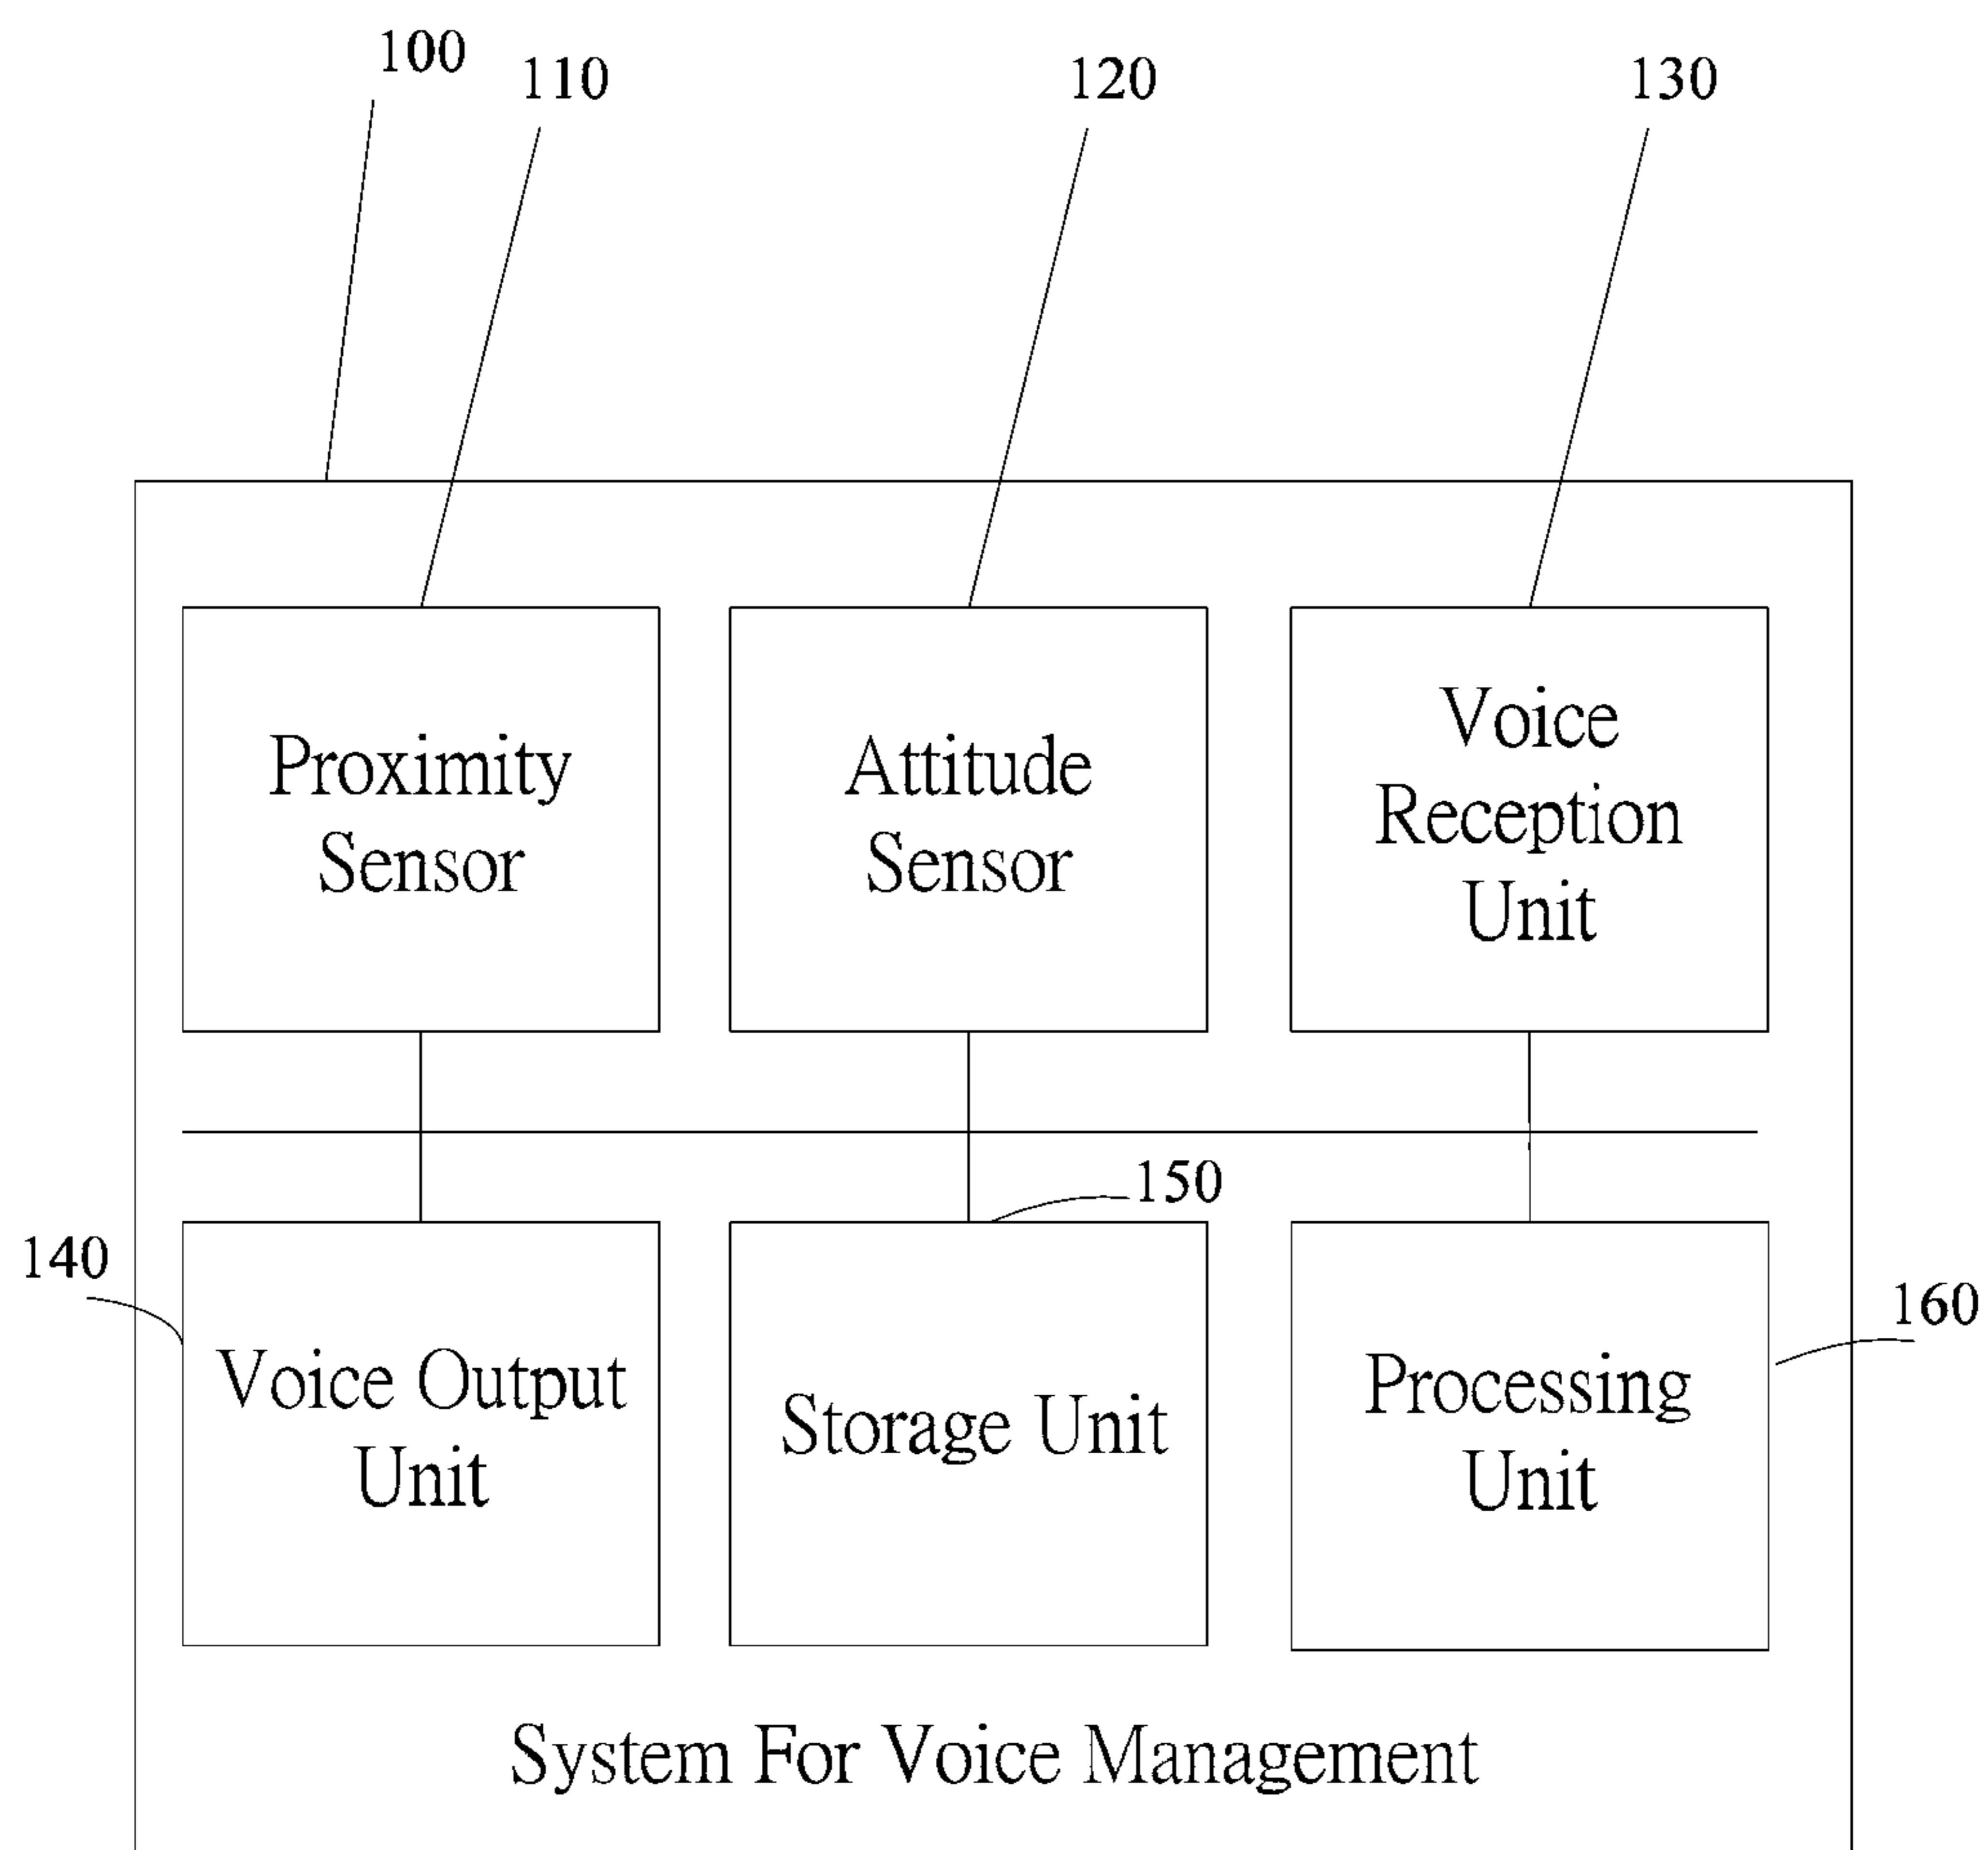 100
110
120
130
Proximity
Sensor
Attitude
Sensor
Voice
Reception
Unit
150
140
160
Voice Output
Unit
Storage Unit
Processing
Unit
System For Voice Management